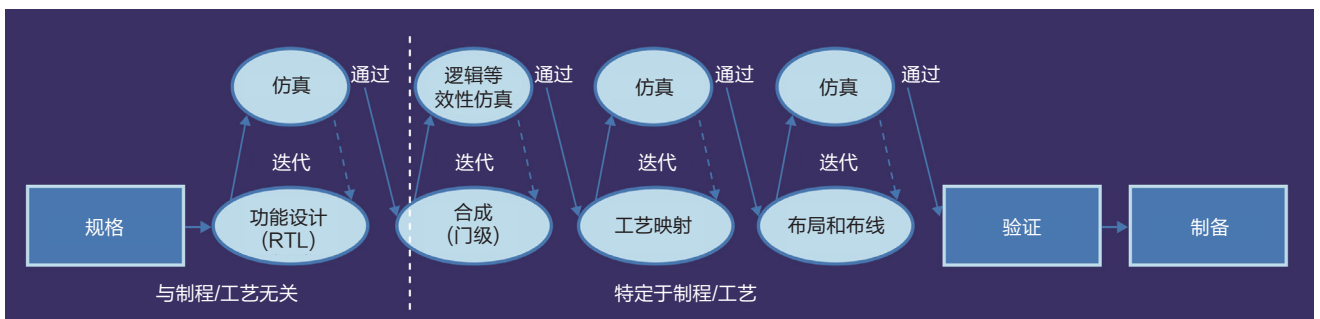 仿真
通过
逻辑等
效性仿真
通过
仿真
通过
仿真
通过
迭代
迭代
迭代
迭代
规格
功能设计
(RTL)
合成
(门级)
工艺映射
布局和布线
验证
制备
与制程/工艺无关
特定于制程/工艺